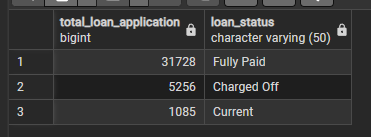 total_loan_application loan_status
bigint character varying (50)
1 31728 Fully Paid
2 5256 Charged Off
3 1085 Current